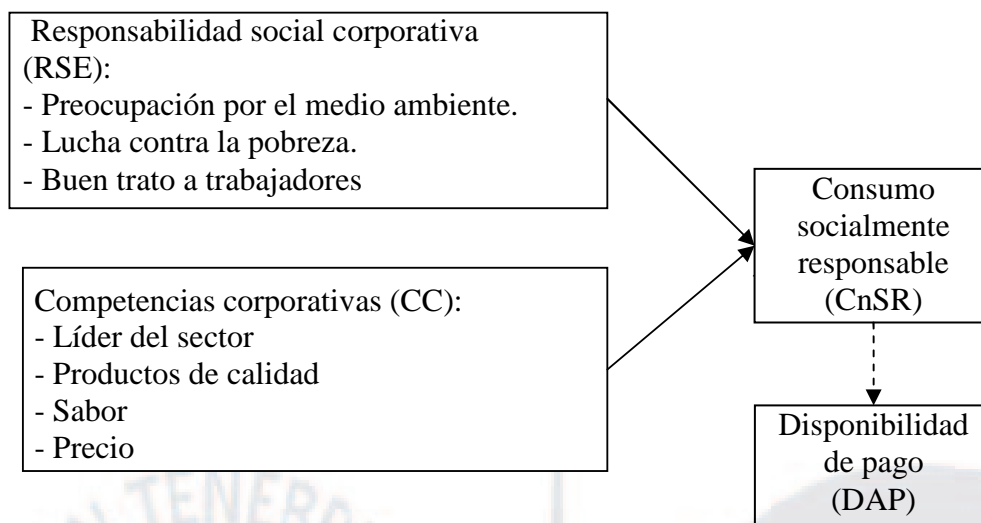 Responsabilidad social corporativa
(RSE):
- Preocupación por el medio ambiente.
- Lucha contra la pobreza.
- Buen trato a trabajadores
Competencias corporativas (CC):
- Líder del sector
- Productos de calidad
- Sabor
- Precio
Consumo
socialmente
responsable
(CnSR)
Disponibilidad
de pago
(DAP)